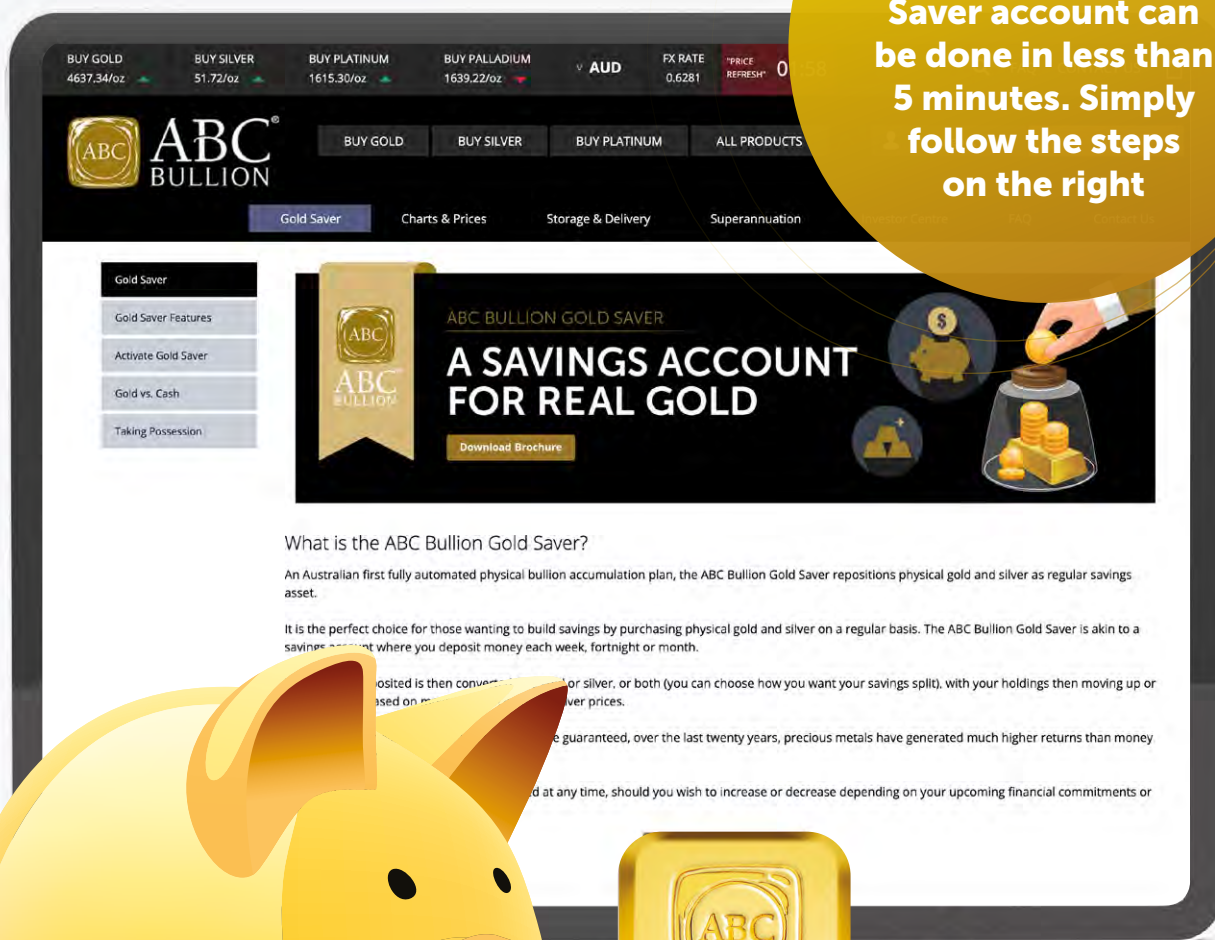 Saver account can
be done in less than
5 minutes. Simply
follow the steps
on the right
BUY GOLD
4637.34/oz
BUY SILVER
51.72/oz
BUY PLATINUM
1615.30/oz
BUY PALLADIUM
1639.22/oz
AUD
FX RATE
0.6281
"PRICE
REFRESH"
ABC
ABC®
BULLION
BUY GOLD
BUY SILVER
BUY PLATINUM
ALL PRODUCTS
Gold Saver
Charts & Prices
Storage & Delivery
Superannuation
Investor Centre
FAQ
Contact Us
Gold Saver
Gold Saver Features
Activate Gold Saver
Gold vs. Cash
Taking Possession
ABC
ABC
BULLION
ABC BULLION GOLD SAVER
A SAVINGS ACCOUNT
FOR REAL GOLD
Download Brochure
$
What is the ABC Bullion Gold Saver?
An Australian first fully automated physical bullion accumulation plan, the ABC Bullion Gold Saver repositions physical gold and silver as regular savings
asset.
It is the perfect choice for those wanting to build savings by purchasing physical gold and silver on a regular basis. The ABC Bullion Gold Saver is akin to a
savings account where you deposit money each week, fortnight or month.
is then or silver, or both (you can choose how you want your savings split), with your holdings then moving up or
on prices.
guaranteed, over the last twenty years, precious metals have generated much higher returns than money
at any time, should you wish to increase or decrease depending on your upcoming financial commitments or
ABC